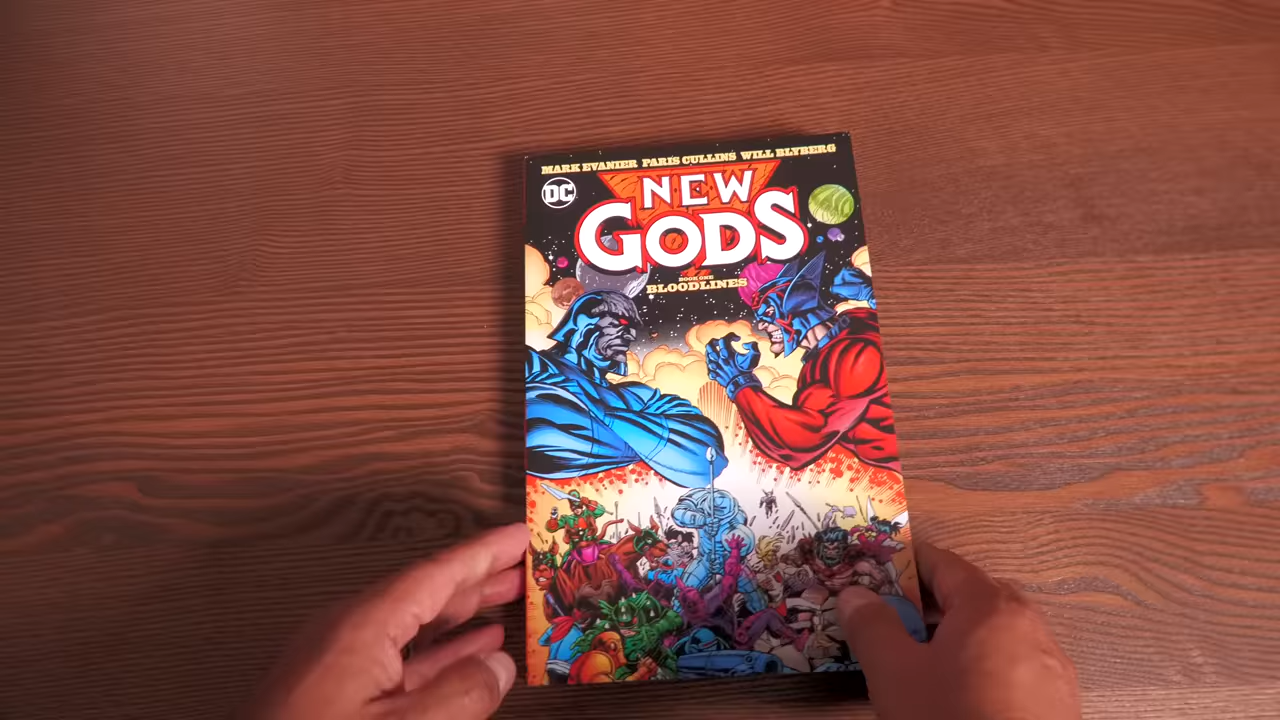 MARK EVANIER PARIS CULLINS WILL BLYBERG
DC
NEW
GODS
BOOK ONE
BLOODLINES